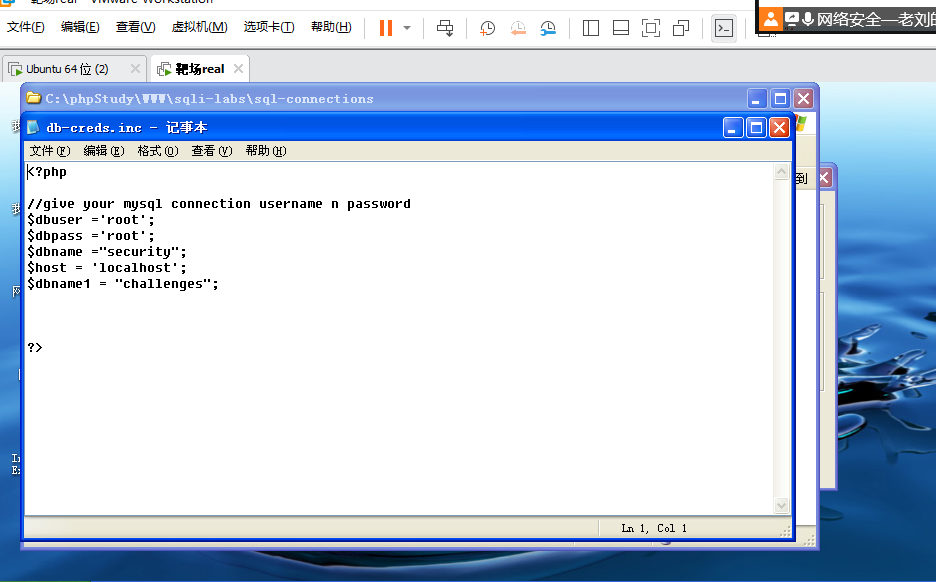 靶场real - VMware Workstation
文件(F) 编辑(E) 查看(V) 虚拟机(M) 选项卡(T) 帮助(H)
网络安全—老刘的
Ubuntu 64 位 (2)
靶场real
C:\phpStudy\WWW\sqli-labs\sql-connections
db-creds.inc - 记事本
文件(F) 编辑(E) 格式(O) 查看(V) 帮助(H)
到
<?php
//give your mysql connection username n password
$dbuser ='root';
$dbpass ='root';
$dbname ="security";
$host = 'localhost';
$dbname1 = "challenges";
?>
Ln 1, Col 1